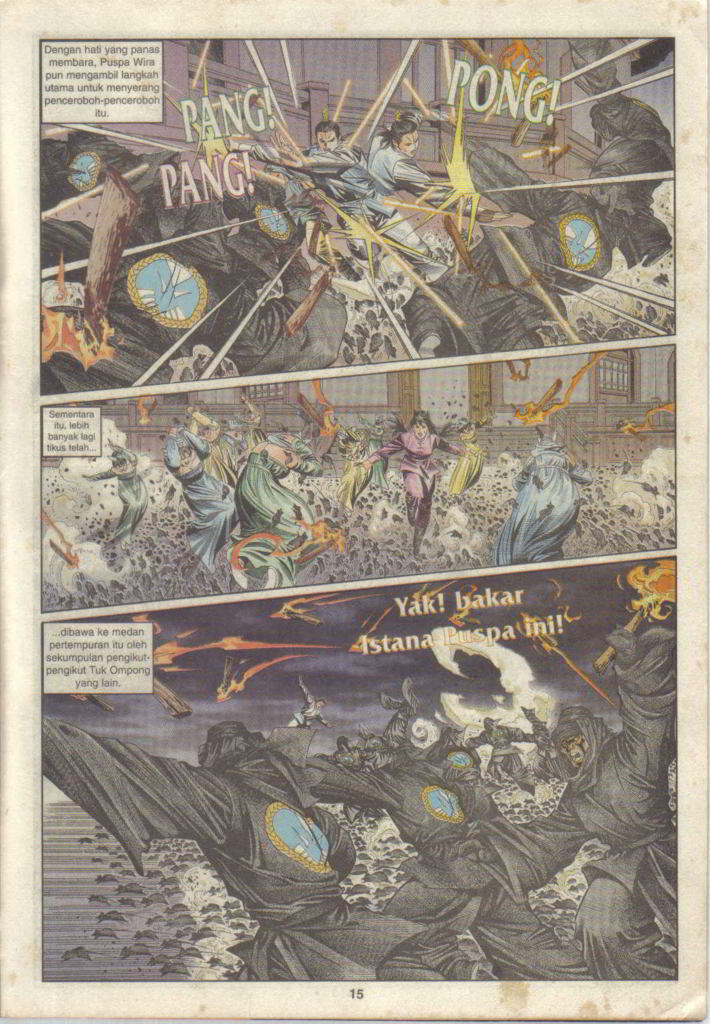 Dengan hati yang panas
membara, Puspa Wira
pun mengambil langkah
utama untuk menyerang
penceroboh-penceroboh
itu.
PANG!
PANG!
PONG!
Sementara
itu, lebih
banyak lagi
tikus telah...
...dibawa ke medan
pertempuran itu oleh
sekumpulan pengikut-
pengikut Tuk Ompong
yang lain.
Yak! bakar
Istana Puspa ini!
15